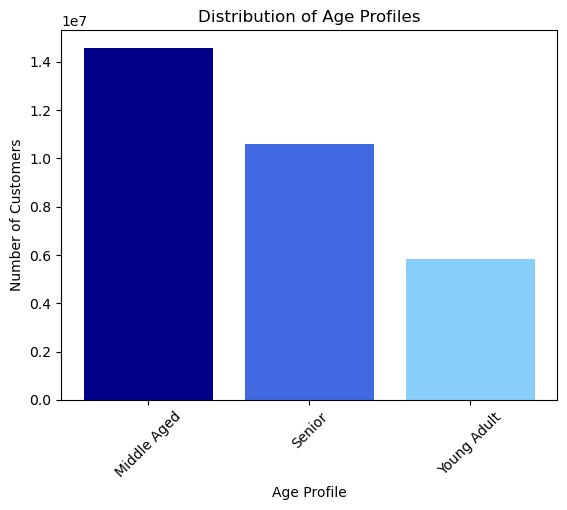 Distribution of Age Profiles
1e7
1.4
1.2
1.0
0.8
0.6
0.4
0.2
0.0
Number of Customers
Middle Aged
Senior
Young Adult
Age Profile